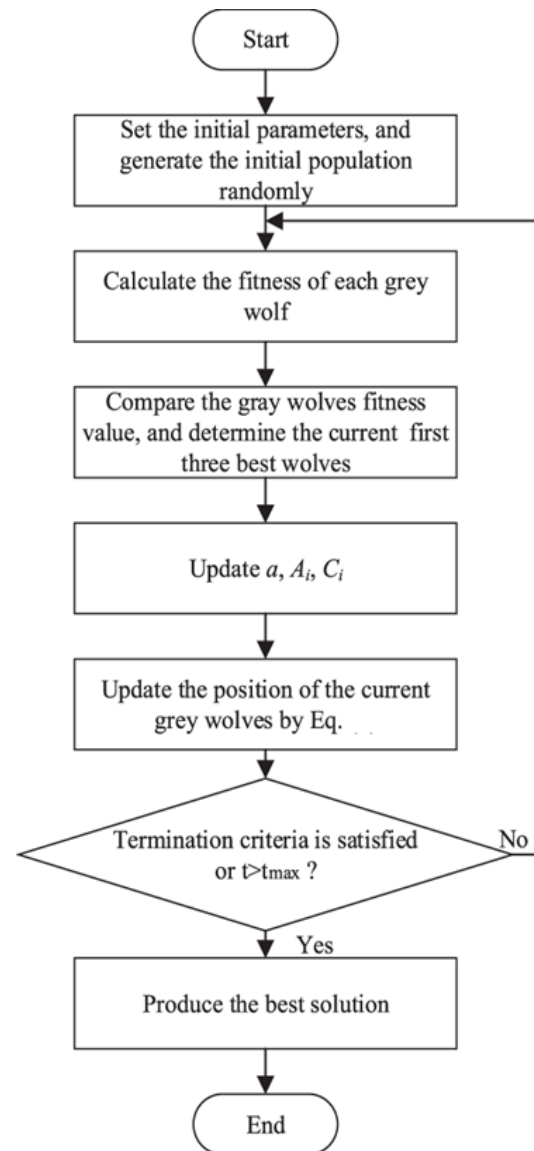 Start
Set the initial parameters, and
generate the initial population
randomly
Calculate the fitness of each grey
wolf
Compare the gray wolves fitness
value, and determine the current first
three best wolves
Update a, Ai, Ci
Update the position of the current
grey wolves by Eq.
Termination criteria is satisfied
or t>tmax ?
No
Yes
Produce the best solution
End